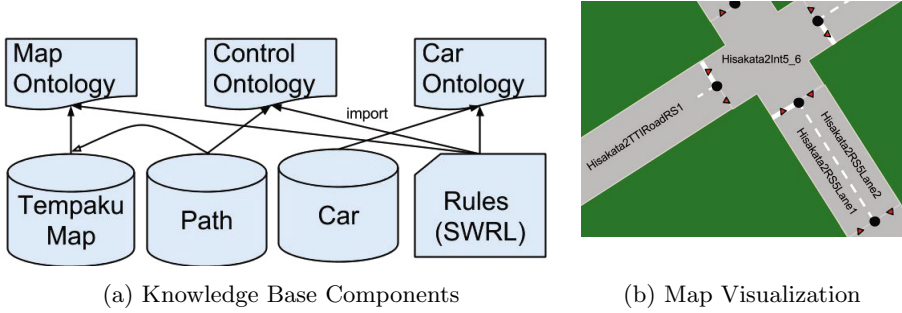 Map
Ontology
Control
Ontology
Car
Ontology
import
Tempaku
Map
Path
Car
Rules
(SWRL)
(a) Knowledge Base Components
Hisakata2Int5_6
Hisakata2TTIRoadRS1
Hisakata2RS5Lane2
Hisakata2RS5Lane1
(b) Map Visualization